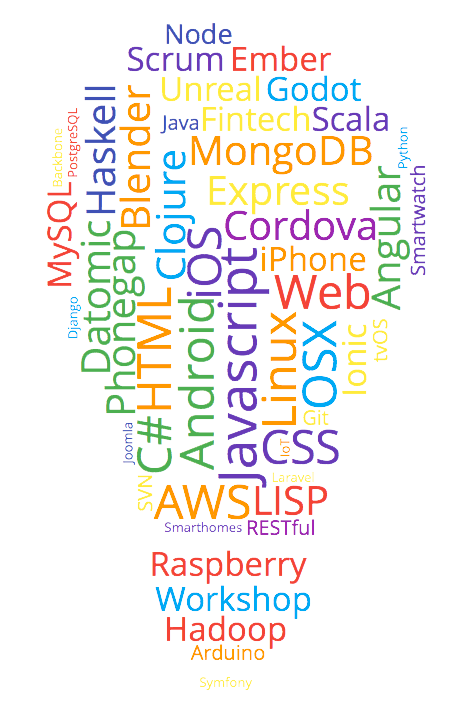 Node
Scrum
Ember
Unreal
Godot
Java
Fintech
Scala
MongoDB
Python
Backbone
PostgreSQL
Haskell
Blender
Clojure
Express
Smartwatch
MySQL
Cordova
Angular
iOS
iPhone
Datomic
Phonegap
Web
Django
HTML
Android
Javascript
Linux
OSX
Ionic
tvOS
Git
Joomla
C#
CSS
IoT
Laravel
SVN
AWS
LISP
Smarthomes
RESTful
Raspberry
Workshop
Hadoop
Arduino
Symfony